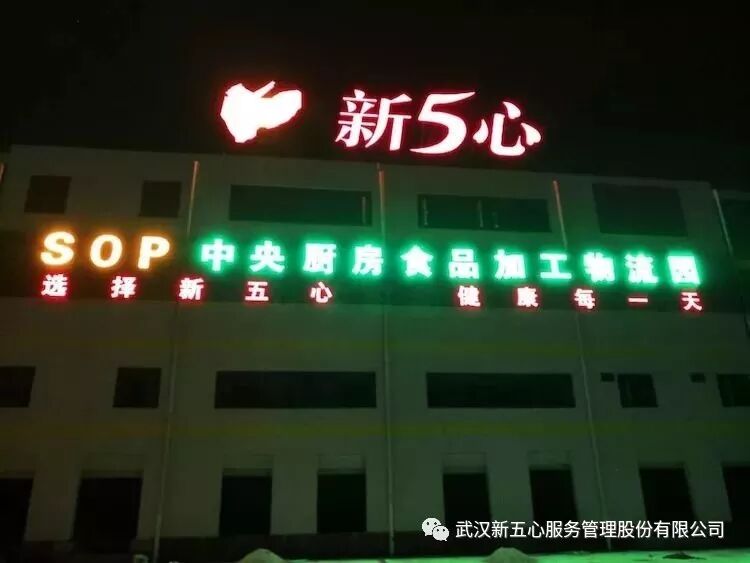 新5心
SOP 中央厨房食品加工物流园
选择新五心 健康每一天
武汉新五心服务管理股份有限公司